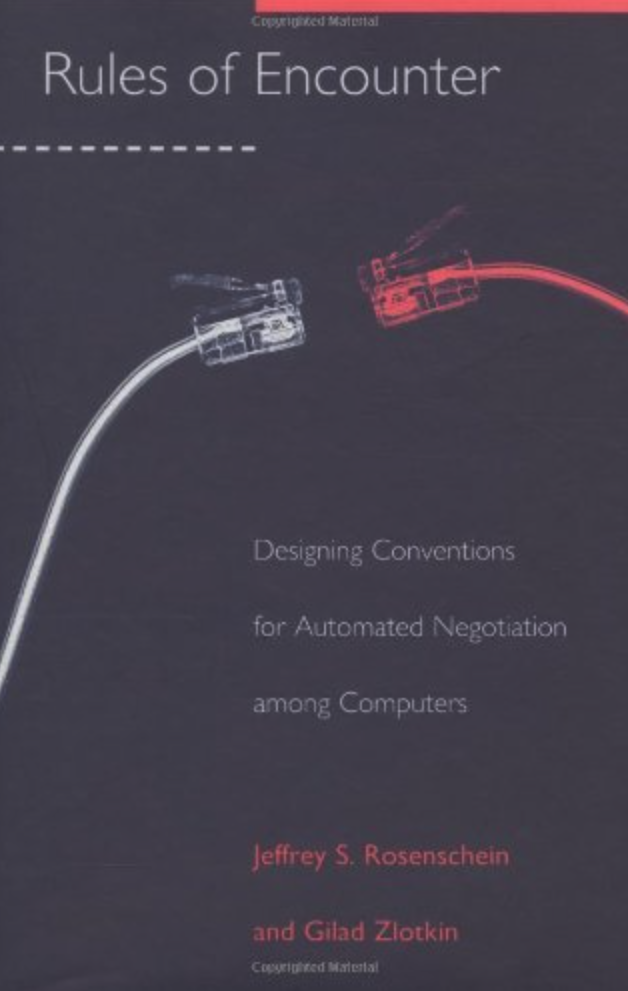 Copyrighted Material
Rules of Encounter
Designing Conventions
for Automated Negotiation
among Computers
Jeffrey S. Rosenschein
and Gilad Zlotkin
Copyrighted Material